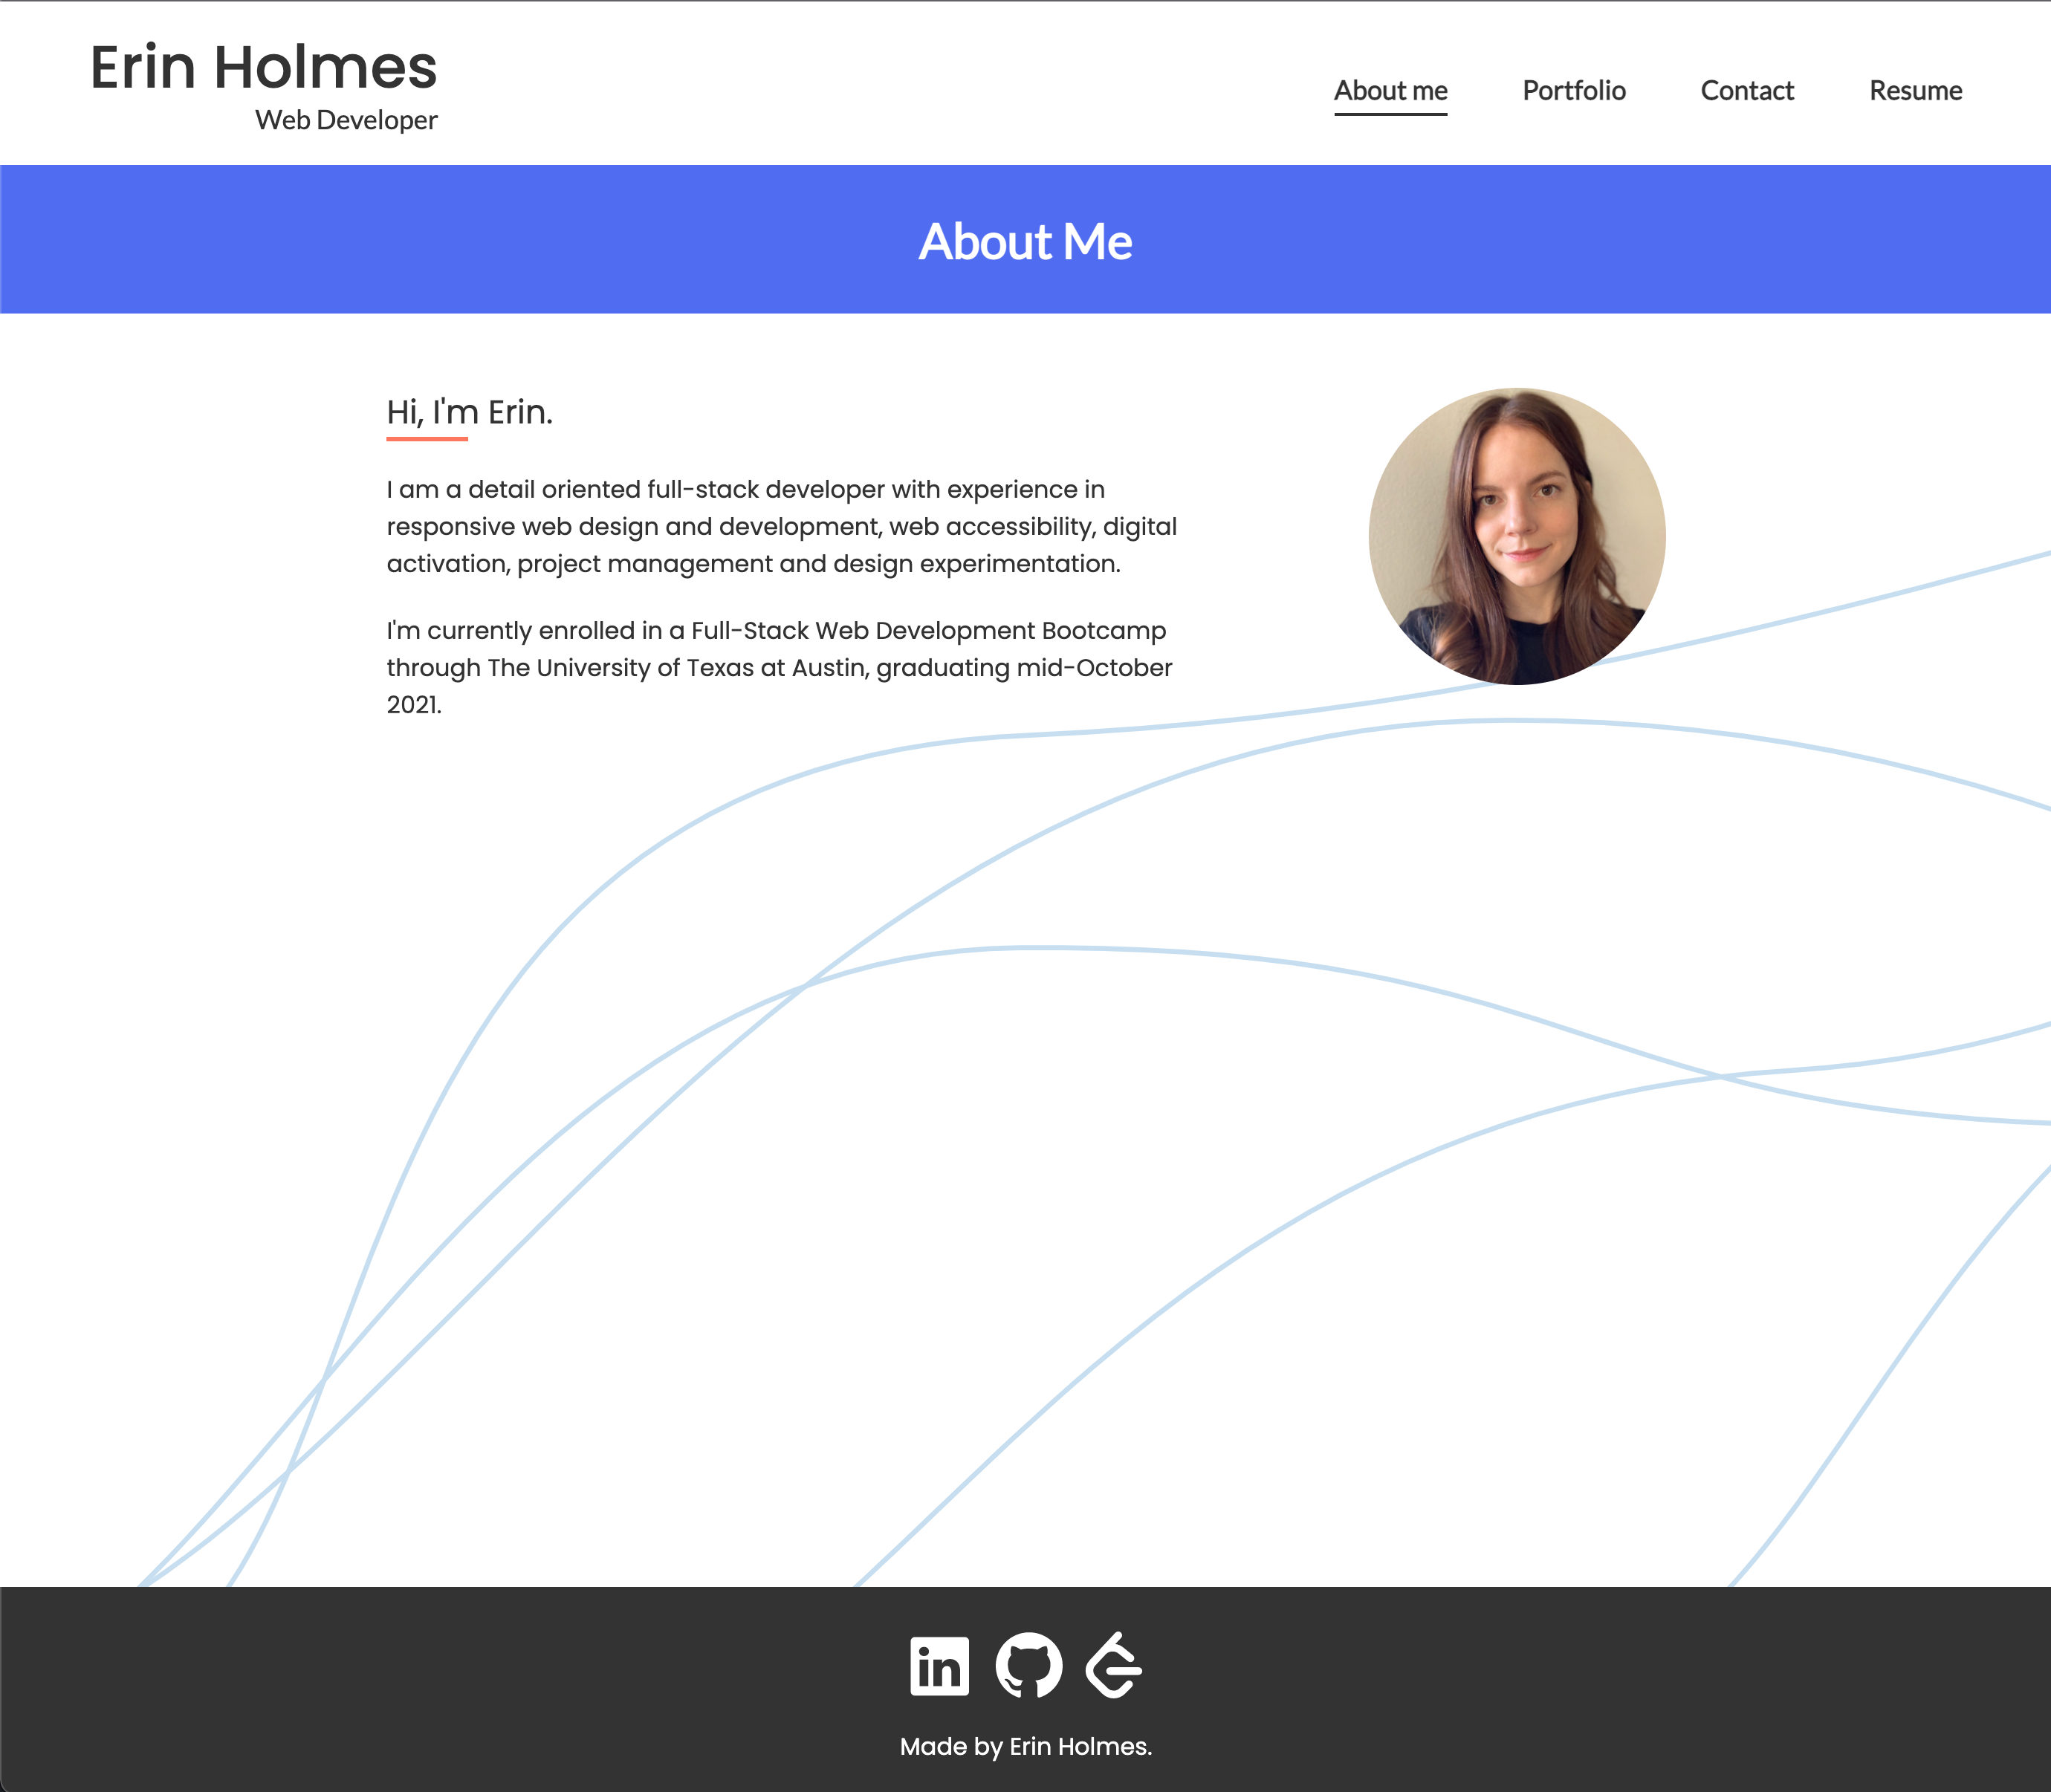 Erin Holmes
Web Developer
About me Portfolio Contact Resume
About Me
Hi, I'm Erin.
I am a detail oriented full-stack developer with experience in
responsive web design and development, web accessibility, digital
activation, project management and design experimentation.
I'm currently enrolled in a Full-Stack Web Development Bootcamp
through The University of Texas at Austin, graduating mid-October
2021.
in
Made by Erin Holmes.